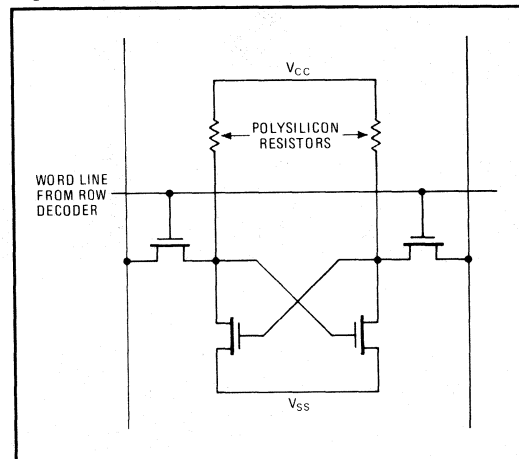 VCC
POLYSILICON
RESISTORS
WORD LINE
FROM ROW
DECODER
VSS